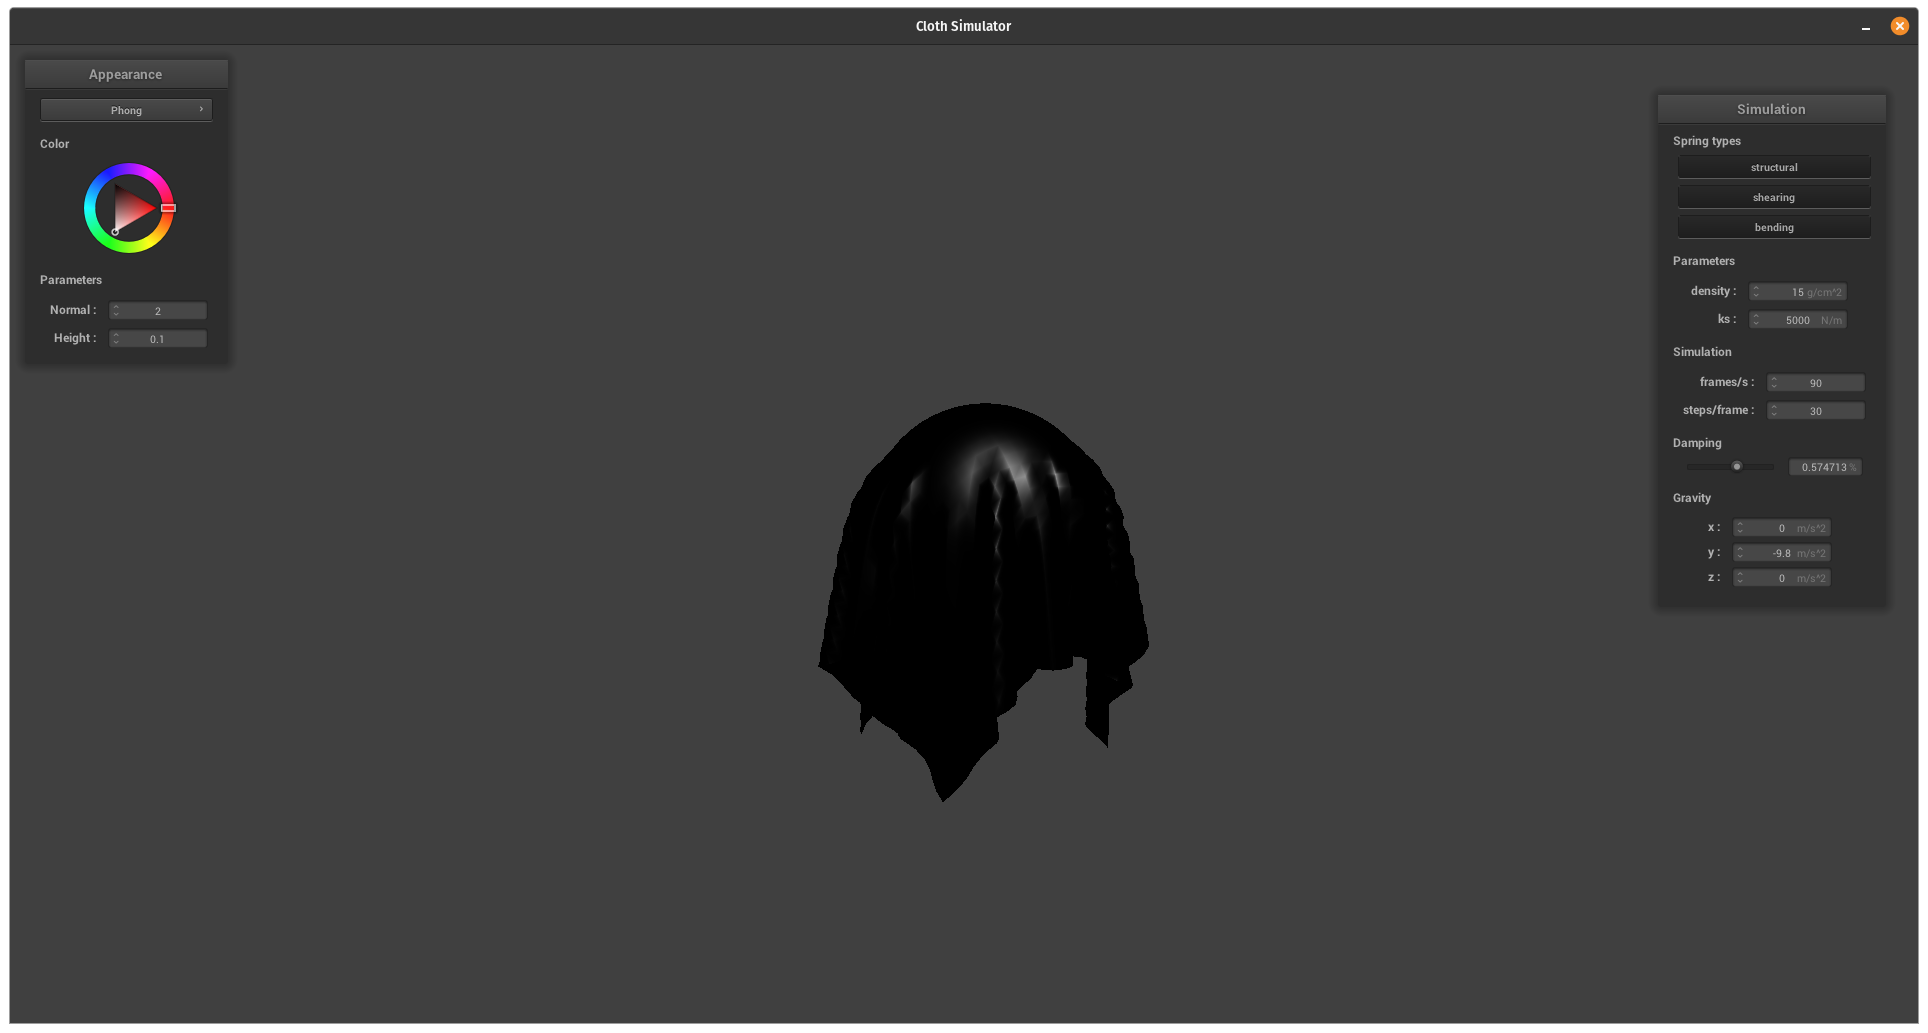 Cloth Simulator
Appearance
Phong
Color
Parameters
Normal : 2
Height : 0.1
Simulation
Spring types
structural
shearing
bending
Parameters
density : 15 g/cm^2
ks : 5000 N/m
Simulation
frames/s : 90
steps/frame : 30
Damping
0.574713 %
Gravity
x : 0 m/s^2
y : -9.8 m/s^2
z : 0 m/s^2